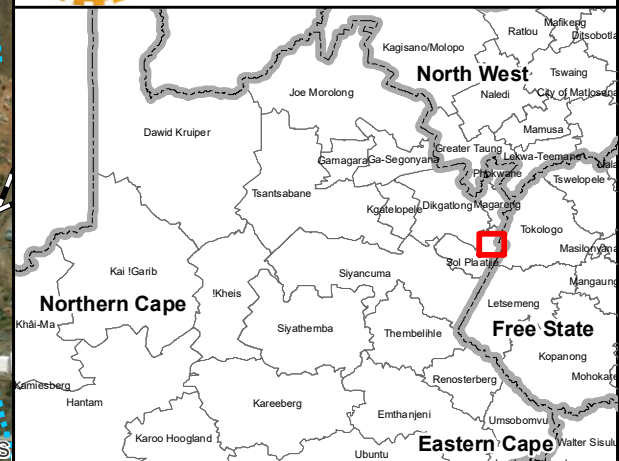 Mafikeng
Ratlou
Ditsobotla
Kagisano/Molopo
North West
Tswaing
Joe Morolong
Naledi
City of Matlosana
Dawid Kruiper
Mamusa
Greater Taung
Gamagara
Ga-Segonyana
Lekwa-Teemane
Phokwane
Tswelopele
Tsantsabane
Kgatelopele
Dikgatlong
Magareng
Tokologo
Masilonyana
Sol Plaatjie
Kai !Garib
Siyancuma
Mangaung
!Kheis
Northern Cape
Letsemeng
Khâi-Ma
Siyathemba
Thembelihle
Free State
Kopanong
Renosterberg
Mohokare
Kamiesberg
Hantam
Kareeberg
Emthanjeni
Umsobomvu
Karoo Hoogland
Eastern Cape
Walter Sisulu
Ubuntu